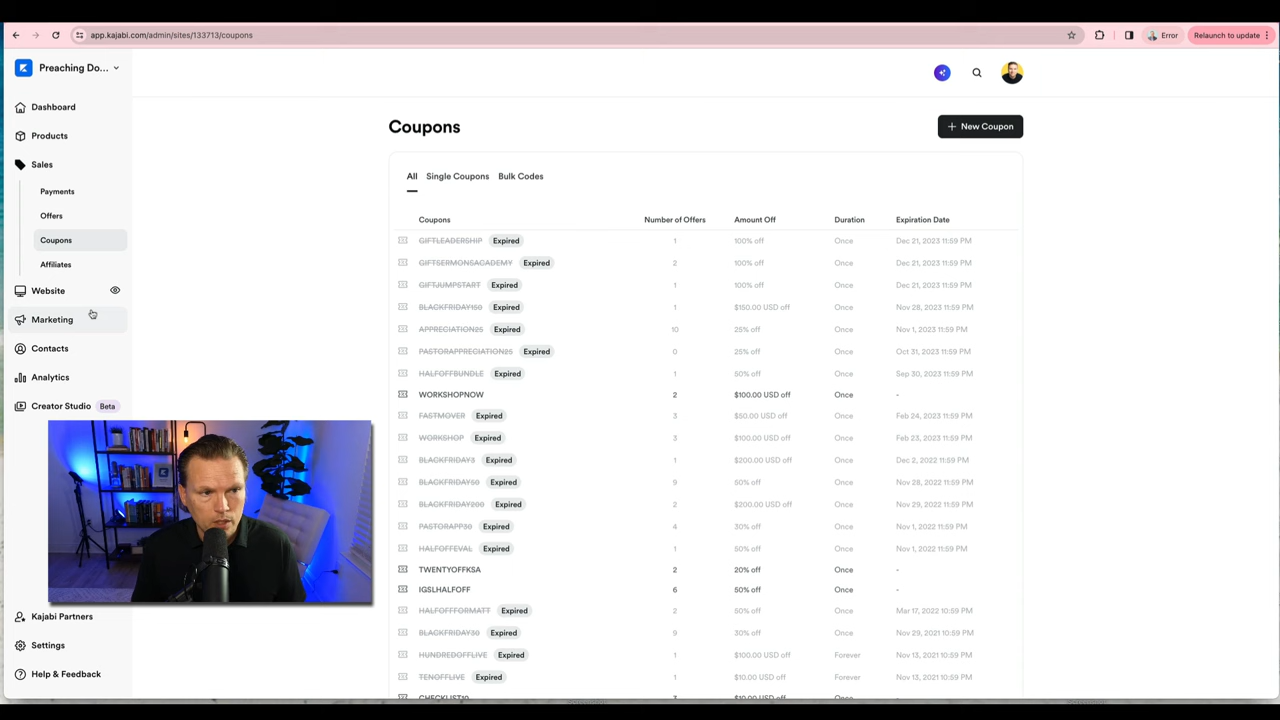 app.kajabi.com/admin/sites/133713/coupons
Error
Relaunch to update
Preaching Do...
Dashboard
Products
Sales
Payments
Offers
Coupons
Affiliates
Website
Marketing
Contacts
Analytics
Creator Studio Beta
Kajabi Partners
Settings
Help & Feedback
Coupons
+ New Coupon
All Single Coupons Bulk Codes
Coupons Number of Offers Amount Off Duration Expiration Date
GIFTLEADERSHIP Expired 1 100% off Once Dec 21, 2023 11:59 PM
GIFTSERMONSACADEMY Expired 2 100% off Once Dec 21, 2023 11:59 PM
GIFTJUMPSTART Expired 1 100% off Once Dec 21, 2023 11:59 PM
BLACKFRIDAY150 Expired 1 $150.00 USD off Once Nov 28, 2023 11:59 PM
APPRECIATION25 Expired 10 25% off Once Nov 1, 2023 11:59 PM
PASTORAPPRECIATION25 Expired 0 25% off Once Oct 31, 2023 11:59 PM
HALFOFFBUNDLE Expired 1 50% off Once Sep 30, 2023 11:59 PM
WORKSHOPNOW 2 $100.00 USD off Once -
FASTMOVER Expired 3 $50.00 USD off Once Feb 24, 2023 11:59 PM
WORKSHOP Expired 3 $100.00 USD off Once Feb 23, 2023 11:59 PM
BLACKFRIDAY3 Expired 1 $200.00 USD off Once Dec 2, 2022 11:59 PM
BLACKFRIDAY50 Expired 9 50% off Once Nov 28, 2022 11:59 PM
BLACKFRIDAY200 Expired 2 $200.00 USD off Once Nov 29, 2022 11:59 PM
PASTORAPP30 Expired 4 30% off Once Nov 1, 2022 11:59 PM
HALFOFFEVAL Expired 1 50% off Once Nov 1, 2022 11:59 PM
TWENTYOFFKSA 2 20% off Once -
IGSLHALFOFF 6 50% off Once -
HALFOFFFORMATT Expired 2 50% off Once Mar 17, 2022 10:59 PM
BLACKFRIDAY30 Expired 9 30% off Once Nov 29, 2021 11:59 PM
HUNDREDOFFLIVE Expired 1 $100.00 USD off Forever Nov 13, 2021 10:59 PM
TENOFFLIVE Expired 1 $10.00 USD off Forever Nov 13, 2021 10:59 PM
CHECKLIST10 3 $10.00 USD off Once -